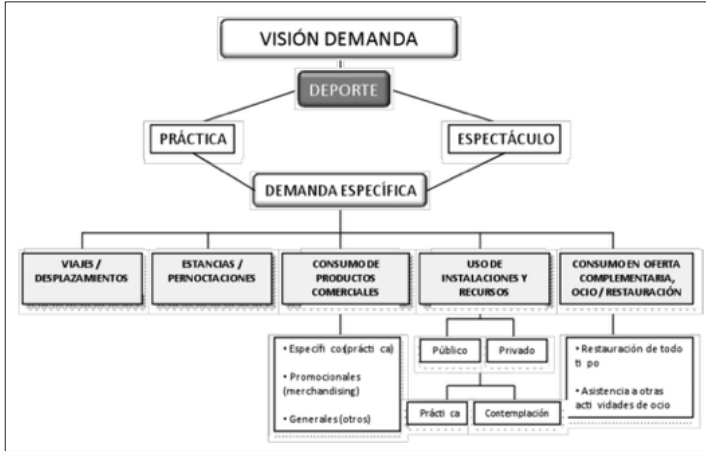 VISIÓN DEMANDA
DEPORTE
PRÁCTICA
ESPECTÁCULO
DEMANDA ESPECÍFICA
VIAJES /
DESPLAZAMIENTOS
ESTANCIAS /
PERNOCTACIONES
CONSUMO DE
PRODUCTOS
COMERCIALES
USO DE
INSTALACIONES Y
RECURSOS
CONSUMO EN OFERTA
COMPLEMENTARIA,
OCIO / RESTAURACIÓN
• Específi cos(prácti ca)
• Promocionales
(merchandising)
• Generales (otros)
Público
Privado
Prácti ca
Contemplación
• Restauración de todo
ti po
• Asistencia a otras
acti vidades de ocio